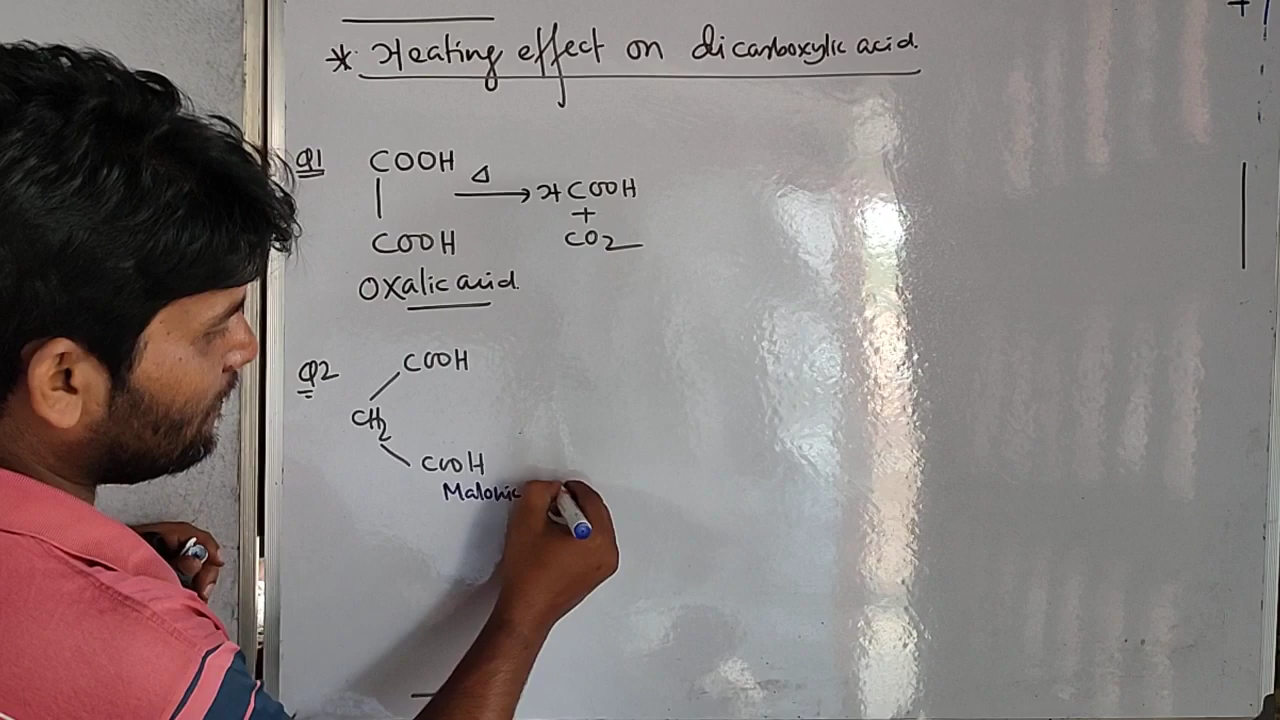 * Heating effect on dicarboxylic acid.
Q1 COOH
Δ → HCOOH
+
COOH CO2
Oxalic acid.
Q2 COOH
CH2
COOH
Malonic